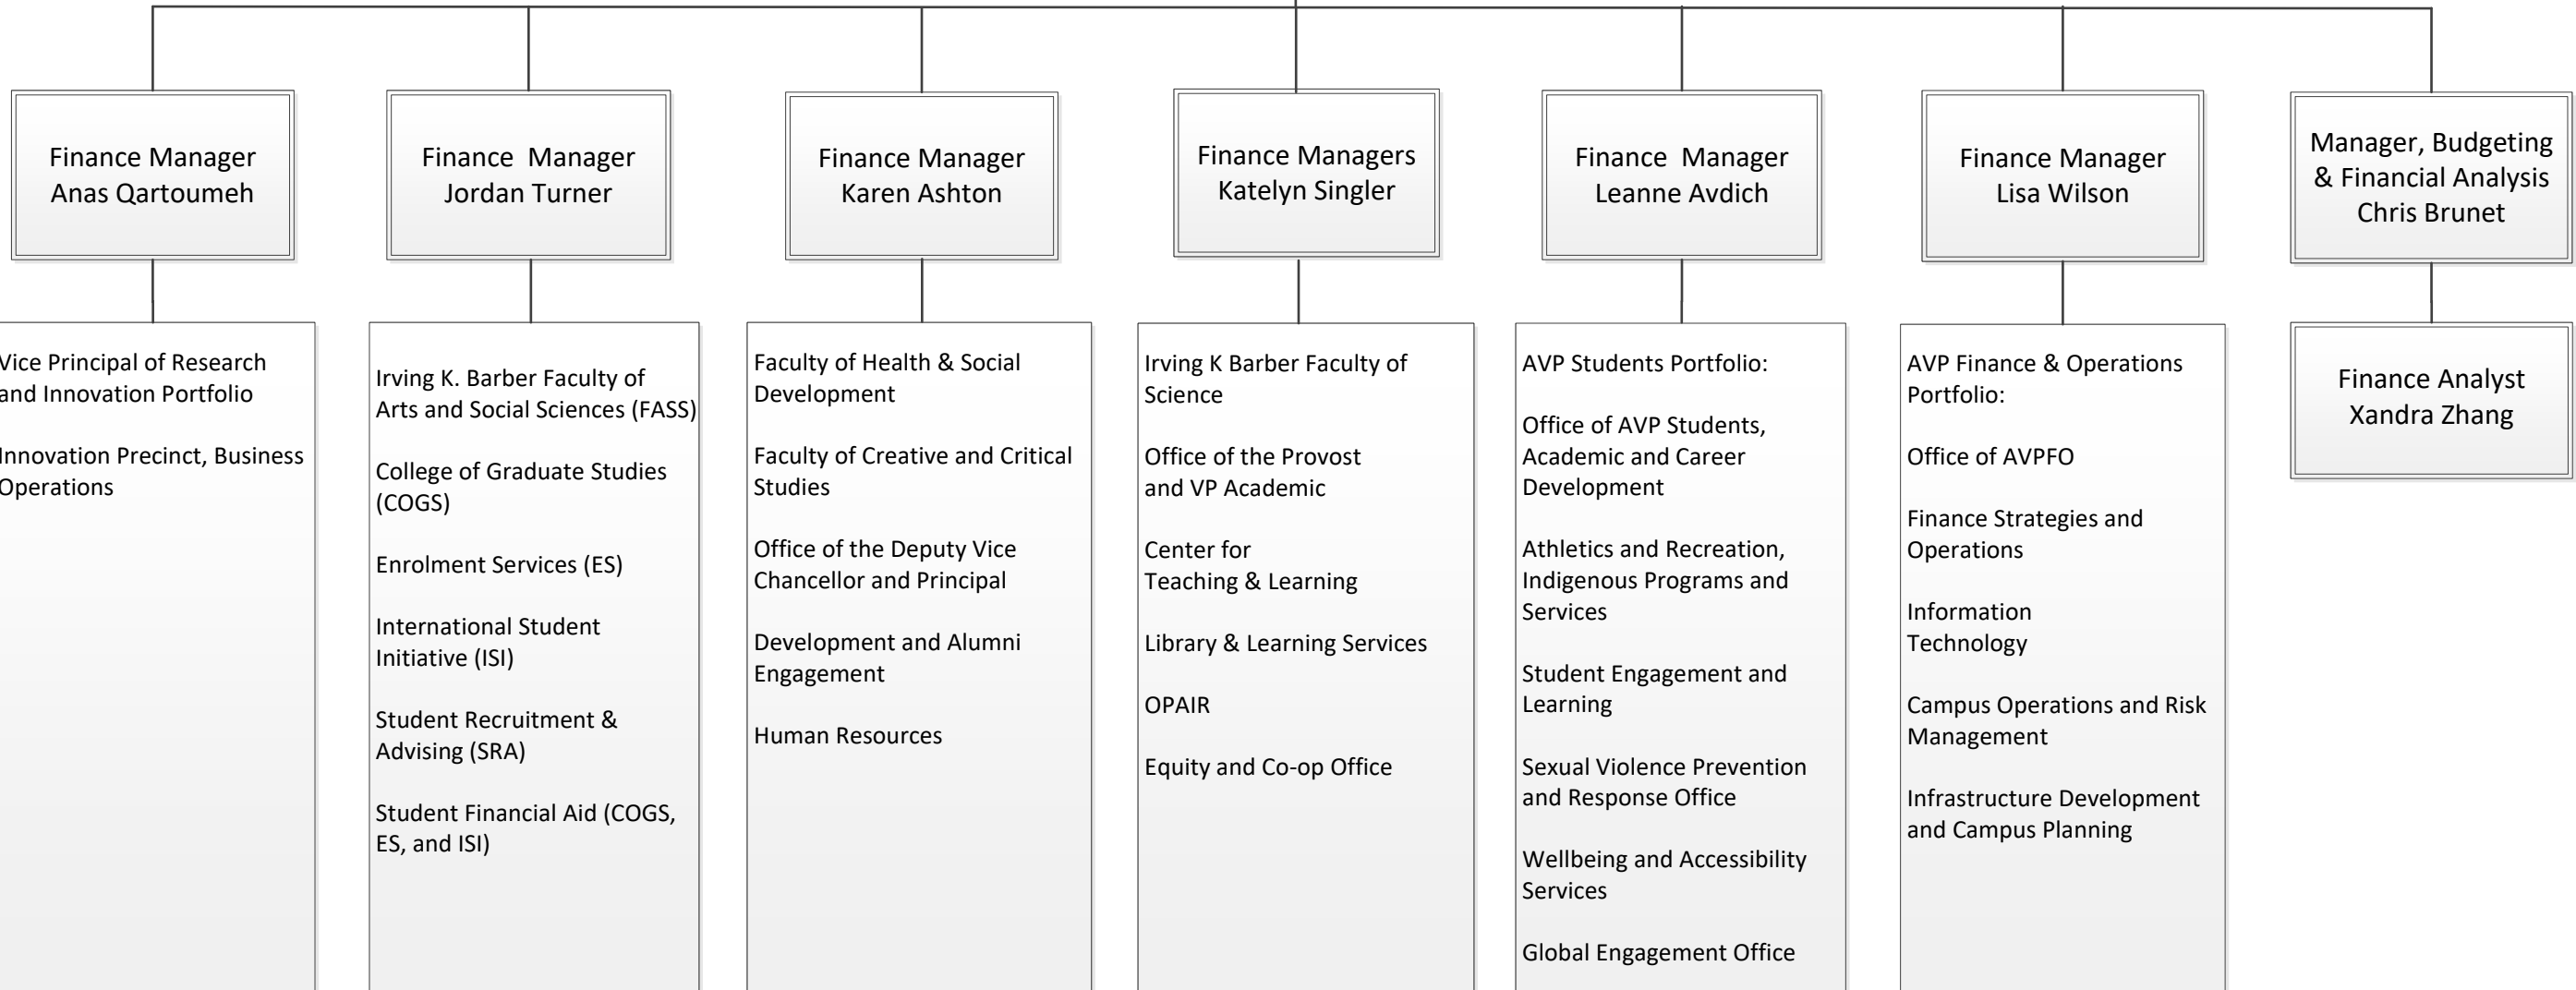 Finance Manager
Anas Qartoumeh
Finance  Manager
Jordan Turner
Finance Manager
Karen Ashton
Finance Managers
Katelyn Singler
Finance  Manager
Leanne Avdich
Finance Manager
Lisa Wilson
Manager, Budgeting
& Financial Analysis
Chris Brunet
Vice Principal of Research
and Innovation Portfolio
Innovation Precinct, Business
Operations
Irving K. Barber Faculty of
Arts and Social Sciences (FASS)
College of Graduate Studies
(COGS)
Enrolment Services (ES)
International Student
Initiative (ISI)
Student Recruitment &
Advising (SRA)
Student Financial Aid (COGS,
ES, and ISI)
Faculty of Health & Social
Development
Faculty of Creative and Critical
Studies
Office of the Deputy Vice
Chancellor and Principal
Development and Alumni
Engagement
Human Resources
Irving K Barber Faculty of
Science
Office of the Provost
and VP Academic
Center for
Teaching & Learning
Library & Learning Services
OPAIR
Equity and Co-op Office
AVP Students Portfolio:
Office of AVP Students,
Academic and Career
Development
Athletics and Recreation,
Indigenous Programs and
Services
Student Engagement and
Learning
Sexual Violence Prevention
and Response Office
Wellbeing and Accessibility
Services
Global Engagement Office
AVP Finance & Operations
Portfolio:
Office of AVPFO
Finance Strategies and
Operations
Information
Technology
Campus Operations and Risk
Management
Infrastructure Development
and Campus Planning
Finance Analyst
Xandra Zhang